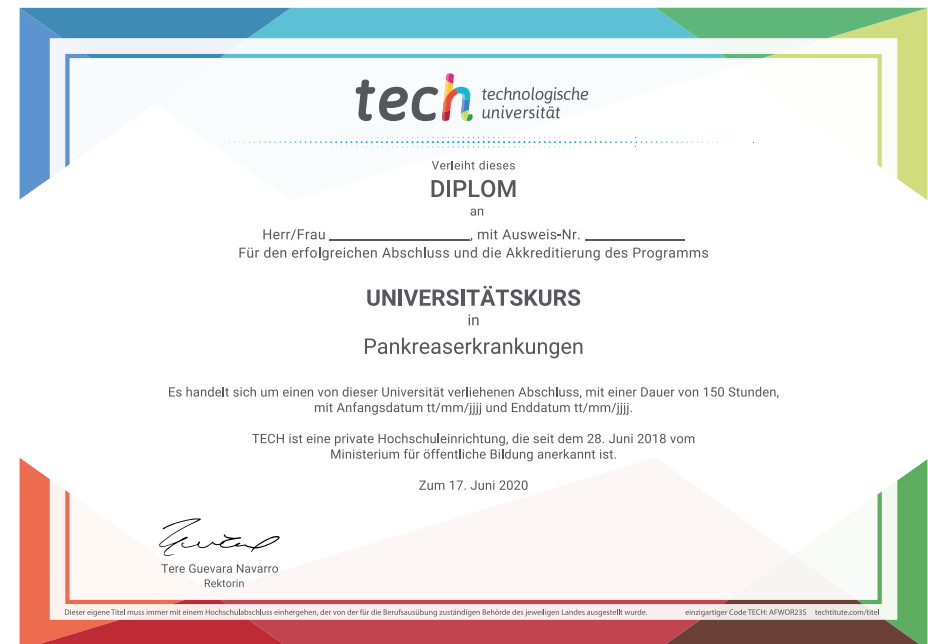 tech technologische
universität
Verleiht dieses
DIPLOM
an
Herr/Frau ____________, mit Ausweis-Nr. ____________
Für den erfolgreichen Abschluss und die Akkreditierung des Programms
UNIVERSITÄTSKURS
in
Pankreaserkrankungen
Es handelt sich um einen von dieser Universität verliehenen Abschluss, mit einer Dauer von 150 Stunden,
mit Anfangsdatum tt/mm/jjjj und Enddatum tt/mm/jjjj.
TECH ist eine private Hochschuleinrichtung, die seit dem 28. Juni 2018 vom
Ministerium für öffentliche Bildung anerkannt ist.
Zum 17. Juni 2020
Tere Guevara Navarro
Rektorin
Dieser eigene Titel muss immer mit einem Hochschulabschluss einhergehen, der von der für die Berufsausübung zuständigen Behörde des jeweiligen Landes ausgestellt wurde. einzigartiger Code TECH: AFWOR23S techtitute.com/titel